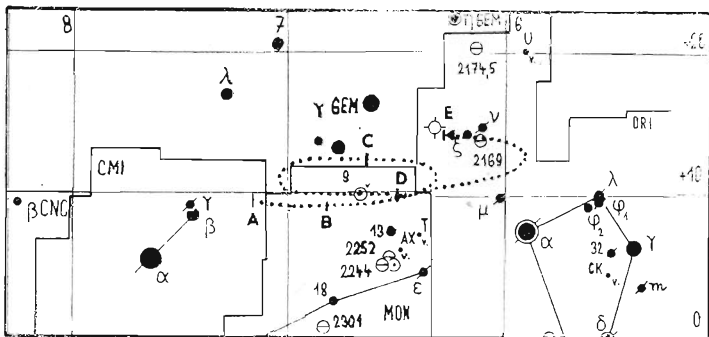 8 7 η GEM 6
U
v. +20
2174,5
λ
γ GEM
E ν
ORI
ξ
CMI C
9 2169
+10
λ
β CNC γ A D μ
φ₂ φ₁
β B
13 T α γ
AX v. 32
α 2252 v.
2244 CK v.
ε m
18
MON
2301 δ 0